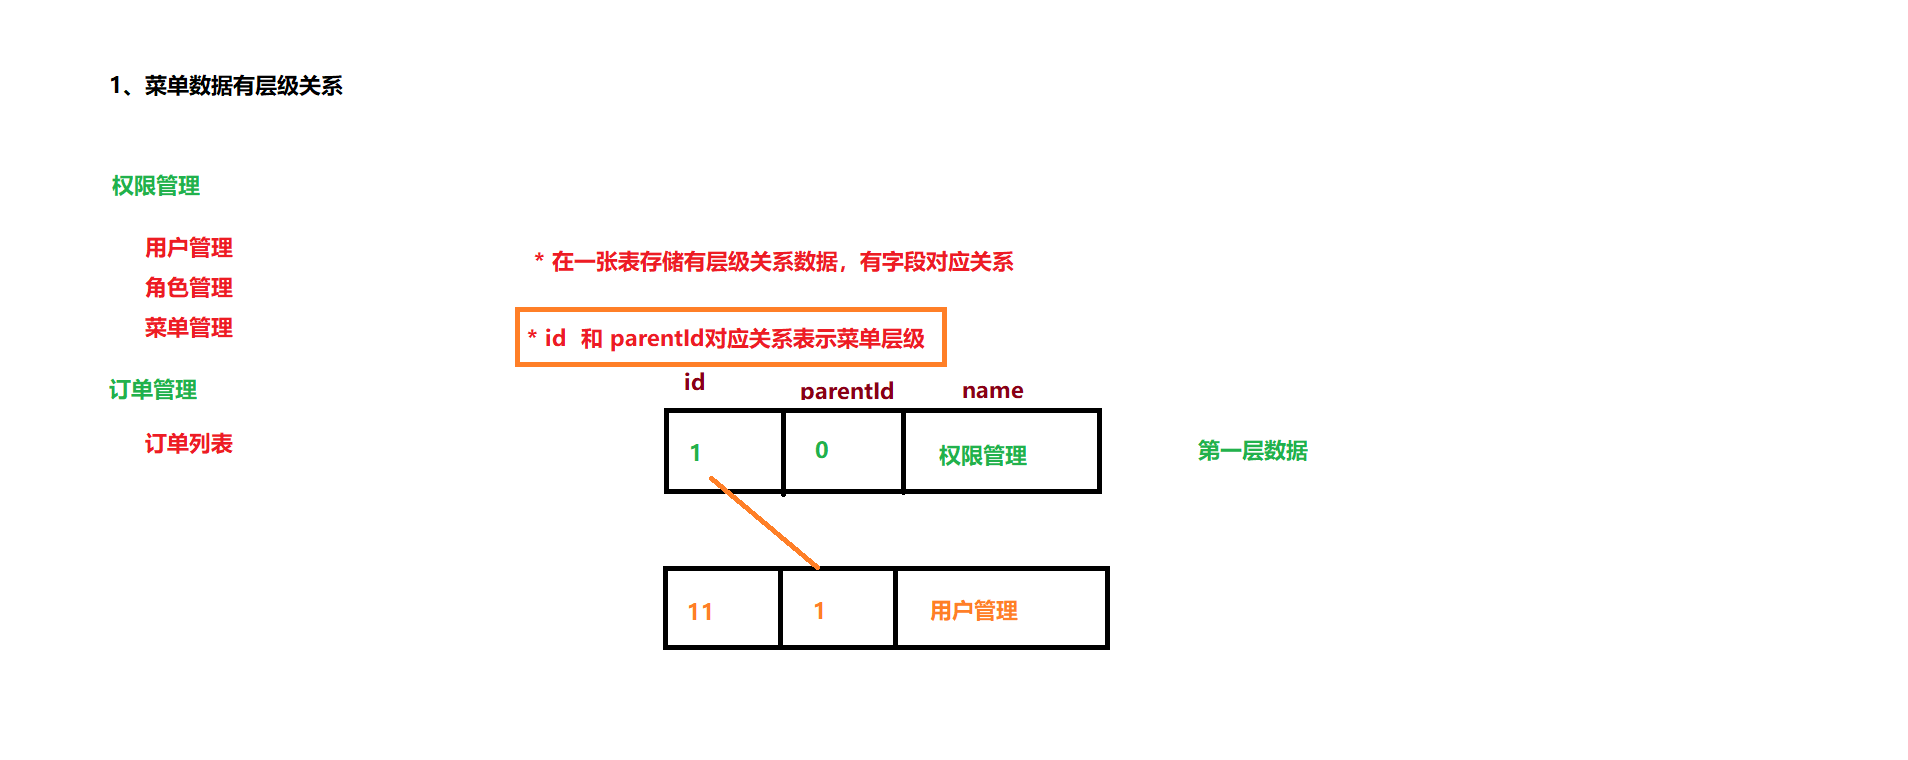 1、菜单数据有层级关系
权限管理
用户管理
角色管理
菜单管理
订单管理
订单列表
* 在一张表存储有层级关系数据，有字段对应关系
* id 和 parentId对应关系表示菜单层级
id parentId name
1 0 权限管理 第一层数据
11 1 用户管理